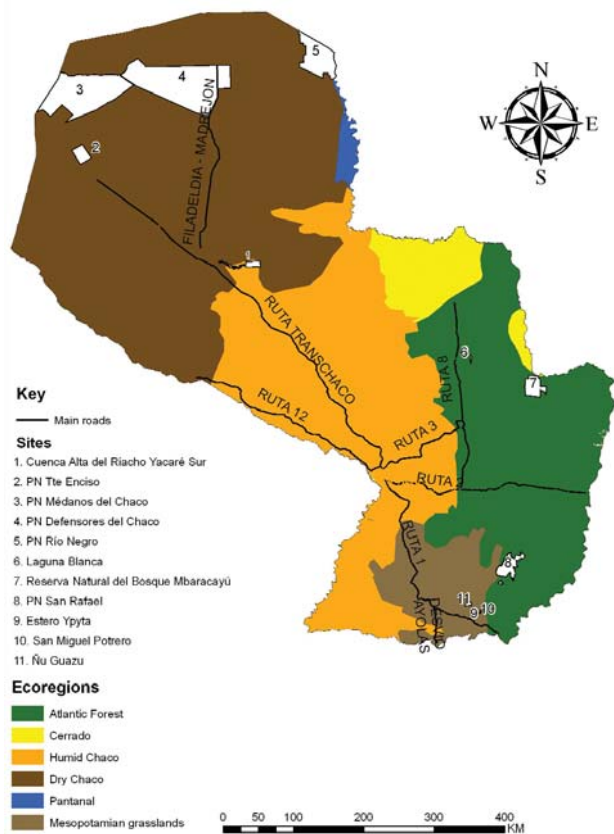 5
3
4
2
FILADELDIA - MADREJON
N
W
E
S
1
RUTA TRANSCHACO
RUTA 8
6
7
RUTA 12
RUTA 3
RUTA 2
RUTA 1
8
DESVIO
AYOLAS
11
9
10
Key
Main roads
Sites
1. Cuenca Alta del Riacho Yacaré Sur
2. PN Tte Enciso
3. PN Médanos del Chaco
4. PN Defensores del Chaco
5. PN Río Negro
6. Laguna Blanca
7. Reserva Natural del Bosque Mbaracayú
8. PN San Rafael
9. Estero Ypyta
10. San Miguel Potrero
11. Ñu Guazu
Ecoregions
Atlantic Forest
Cerrado
Humid Chaco
Dry Chaco
Pantanal
Mesopotamian grasslands
0 50 100 200 300 400
KM